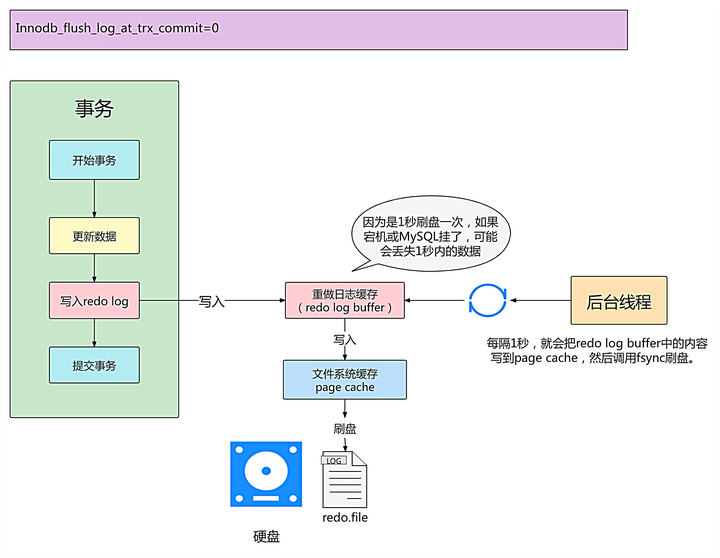 Innodb_flush_log_at_trx_commit=0
事务
开始事务
更新数据
写入redo log
提交事务
写入
因为是1秒刷盘一次，如果
宕机或MySQL挂了，可能
会丢失1秒内的数据
重做日志缓存
（redo log buffer）
写入
文件系统缓存
page cache
刷盘
LOG
redo.file
硬盘
后台线程
每隔1秒，就会把redo log buffer中的内容
写到page cache，然后调用fsync刷盘。